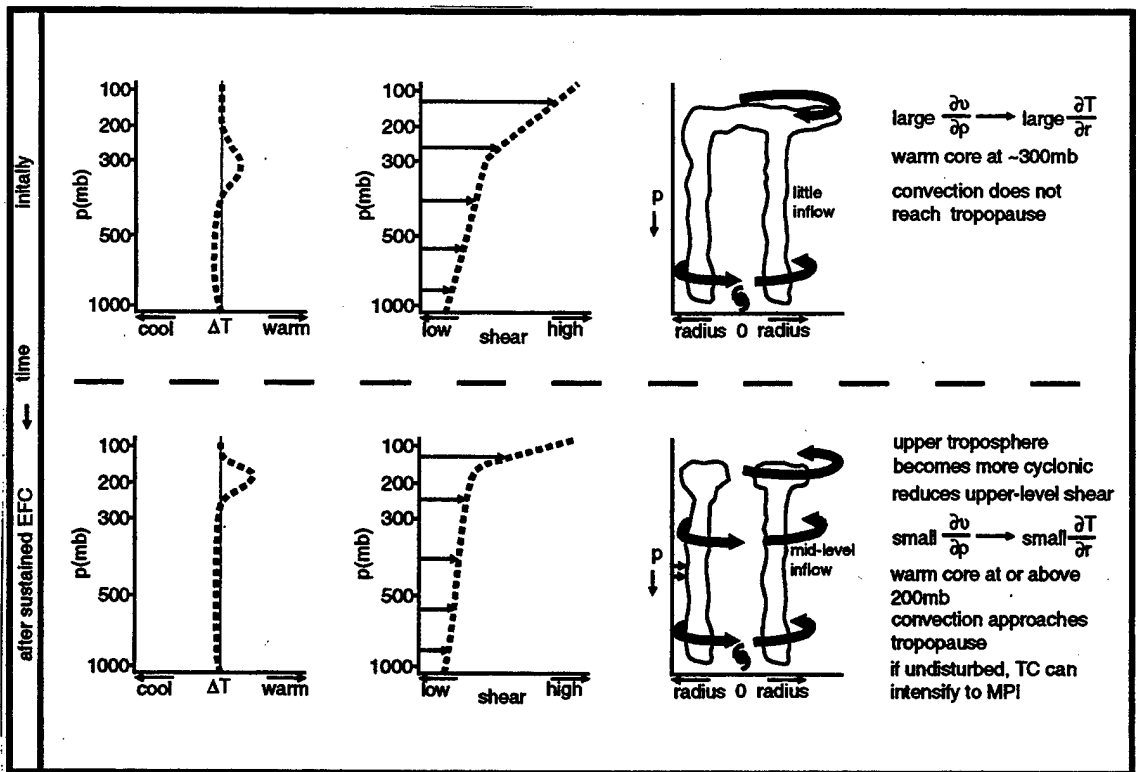 initally
time
after sustained EFC
100
200
300
500
1000
p(mb)
cool ΔT warm
100
200
300
500
1000
p(mb)
low shear high
p
little
inflow
radius 0 radius
large ∂υ/∂p → large ∂T/∂r
warm core at ~300mb
convection does not
reach tropopause
100
200
300
500
1000
p(mb)
cool ΔT warm
100
200
300
500
1000
p(mb)
low shear high
p
mid-level
inflow
radius 0 radius
upper troposphere
becomes more cyclonic
reduces upper-level shear
small ∂υ/∂p → small ∂T/∂r
warm core at or above
200mb
convection approaches
tropopause
if undisturbed, TC can
intensify to MPI